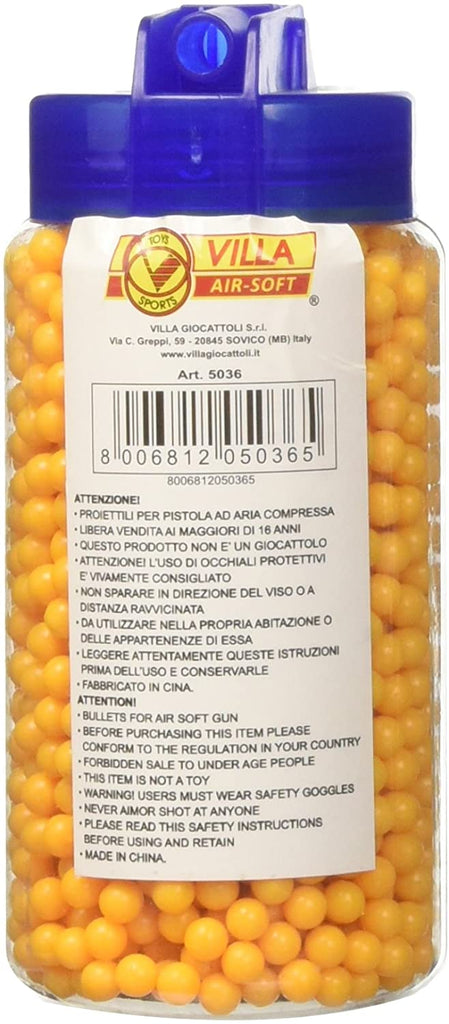 TOYS
SPORTS
VILLA
AIR-SOFT
®
VILLA GIOCATTOLI S.r.l.
Via C. Greppi, 59 - 20845 SOVICO (MB) Italy
www.villagiocattoli.it
Art. 5036
8 006812 050365
8006812050365
ATTENZIONE!
• PROIETTILI PER PISTOLA AD ARIA COMPRESSA
• LIBERA VENDITA AI MAGGIORI DI 16 ANNI
• QUESTO PRODOTTO NON E' UN GIOCATTOLO
• ATTENZIONE! L'USO DI OCCHIALI PROTETTIVI
E' VIVAMENTE CONSIGLIATO
• NON SPARARE IN DIREZIONE DEL VISO O A
DISTANZA RAVVICINATA
• DA UTILIZZARE NELLA PROPRIA ABITAZIONE O
DELLE APPARTENENZE DI ESSA
• LEGGERE ATTENTAMENTE QUESTE ISTRUZIONI
PRIMA DELL'USO E CONSERVARLE
• FABBRICATO IN CINA.
ATTENTION!
• BULLETS FOR AIR SOFT GUN
• BEFORE PURCHASING THIS ITEM PLEASE
CONFORM TO THE REGULATION IN YOUR COUNTRY
• FORBIDDEN SALE TO UNDER AGE PEOPLE
• THIS ITEM IS NOT A TOY
• WARNING! USERS MUST WEAR SAFETY GOGGLES
• NEVER AIMOR SHOT AT ANYONE
• PLEASE READ THIS SAFETY INSTRUCTIONS
BEFORE USING AND RETAIN
• MADE IN CHINA.